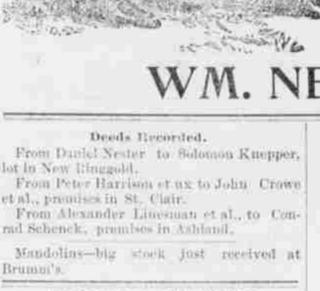 WM. NE
Deeds Recorded.
From Daniel Nester to Solomon Knepper,
lot in New Ringgold.
From Peter Harrison et ux to John Crowe
et al., premises in St. Clair.
From Alexander Linesman et al., to Con-
rad Schenck, premises in Ashland.
Mandolins—big stock just received at
Brumm's.